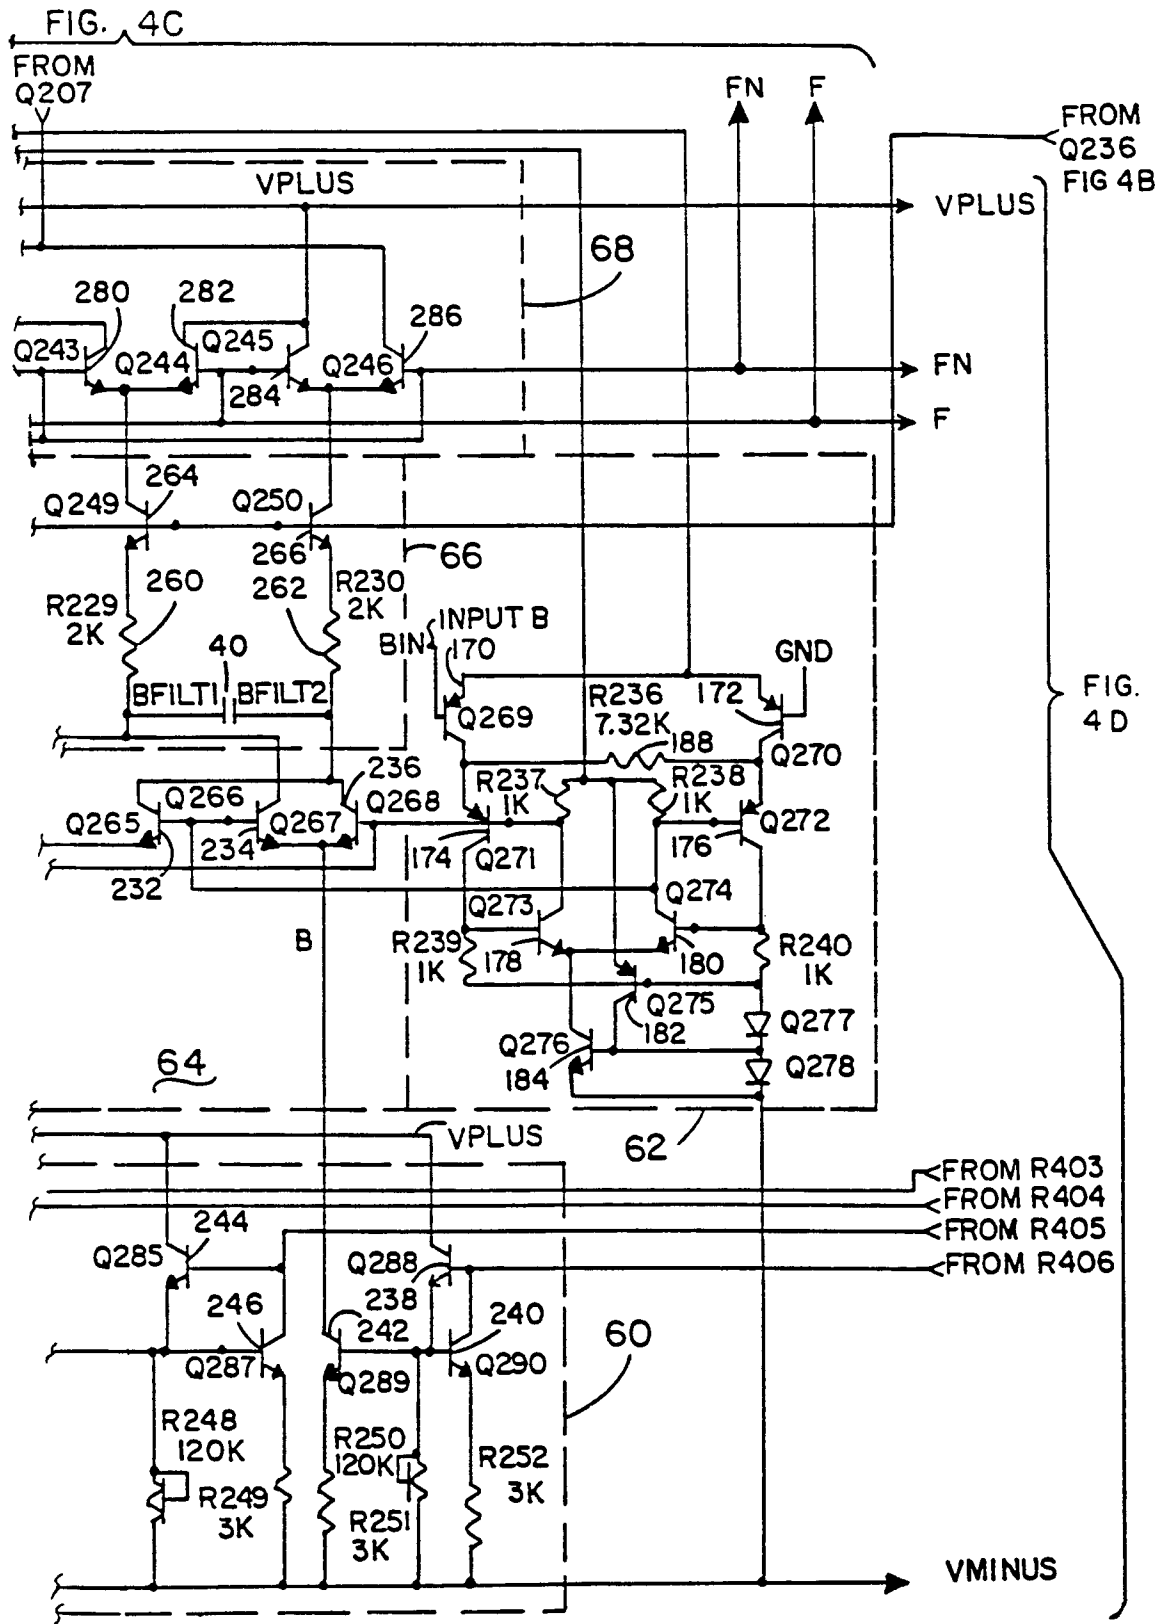 FIG. 4C
FROM
Q207
FN F
FROM
Q236
FIG 4B
VPLUS
VPLUS
68
280
282
286
Q243
Q244
Q245
284
Q246
FN
F
264
Q249
Q250
266
66
260
262
R229
2K
R230
2K
40
BFILT1 BFILT2
INPUT B
BIN
170
GND
Q269
R236
7.32K
172
188
Q270
FIG.
4D
236
Q265
Q266
Q267
Q268
234
232
R237
1K
R238
1K
174
Q271
176
Q272
Q273
Q274
B
R239
1K
178
180
R240
1K
Q275
182
Q276
184
Q277
Q278
64
62
VPLUS
FROM R403
FROM R404
FROM R405
FROM R406
244
Q285
Q288
238
246
242
240
60
Q287
Q289
Q290
R248
120K
R250
120K
R252
3K
R249
3K
R251
3K
VMINUS